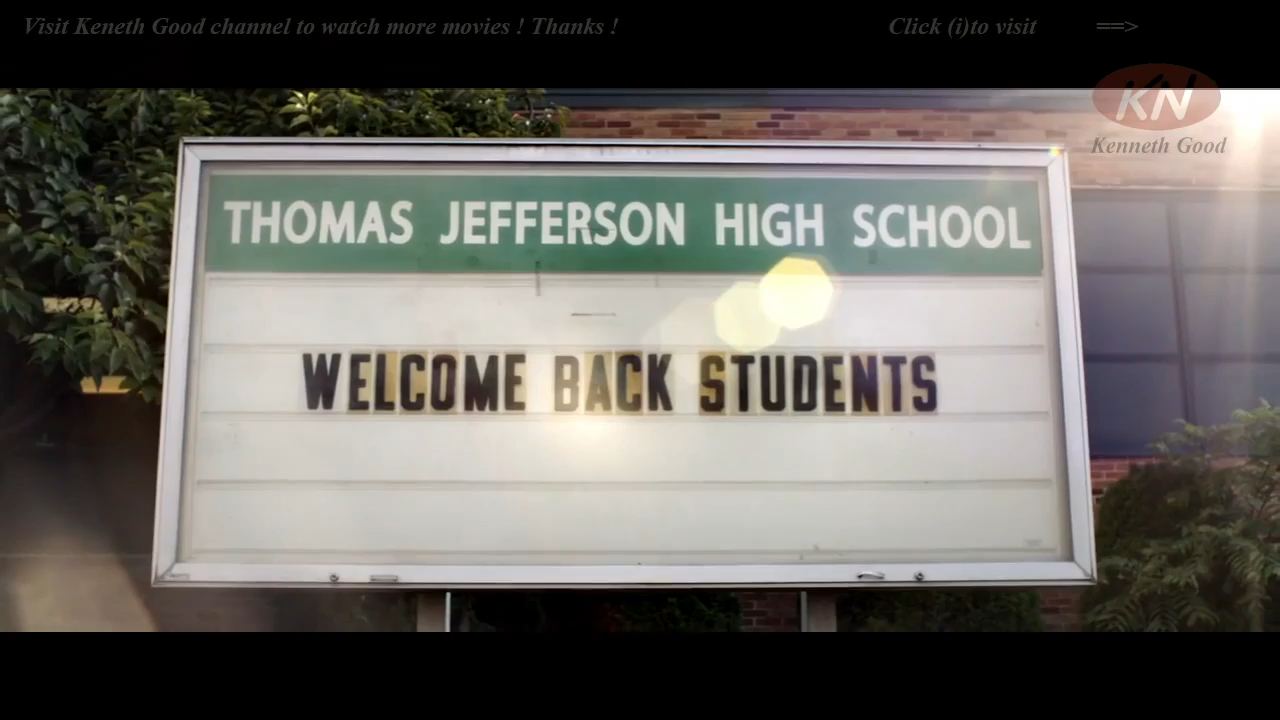 Visit Keneth Good channel to watch more movies ! Thanks !
Click (i)to visit ==>
KN
Kenneth Good
THOMAS JEFFERSON HIGH SCHOOL
WELCOME BACK STUDENTS